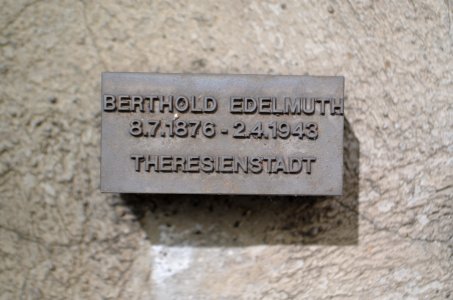 BERTHOLD EDELMUTH
8.7.1876 - 2.4.1943
THERESIENSTADT